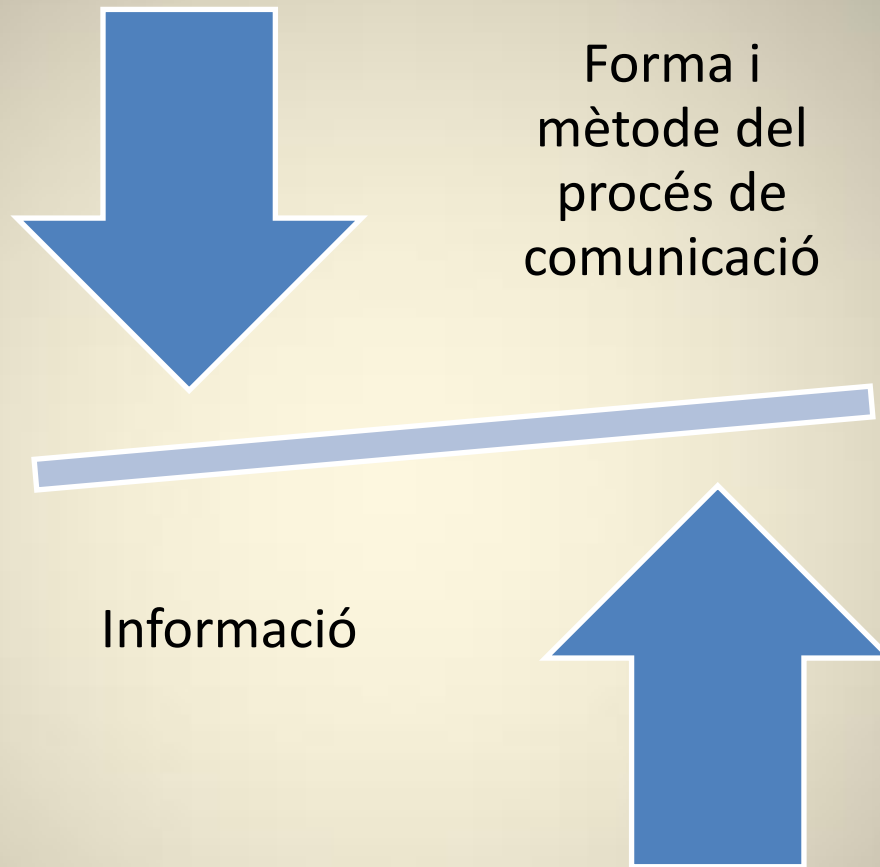 Forma i
mètode del
procés de
comunicació
Informació